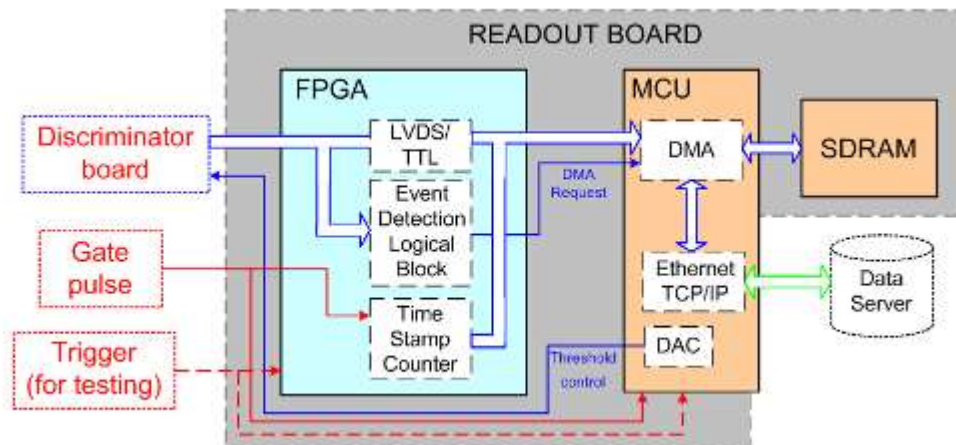 READOUT BOARD
FPGA
MCU
Discriminator
board
LVDS/
TTL
DMA
SDRAM
DMA
Request
Event
Detection
Logical
Block
Gate
pulse
Ethernet
TCP/IP
Data
Server
Time
Stamp
Counter
Trigger
(for testing)
Threshold
control
DAC